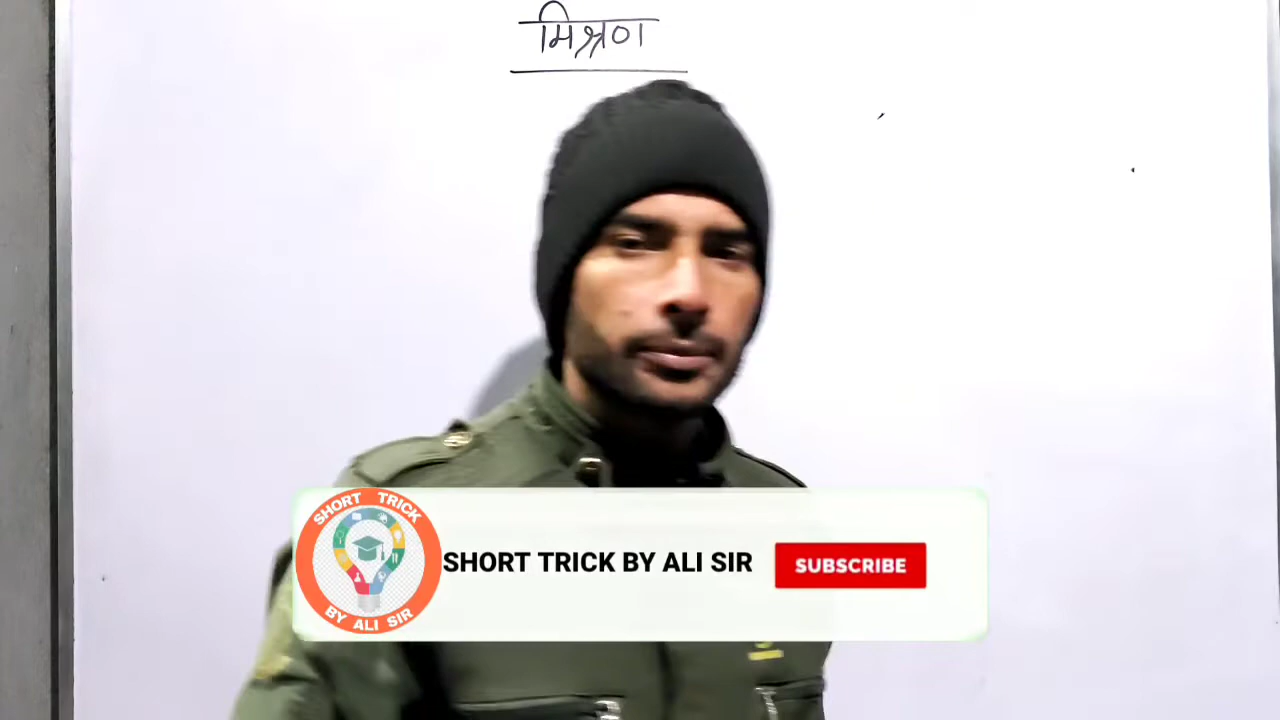 मिश्रण
SHORT TRICK
BY ALI SIR
SHORT TRICK BY ALI SIR
SUBSCRIBE